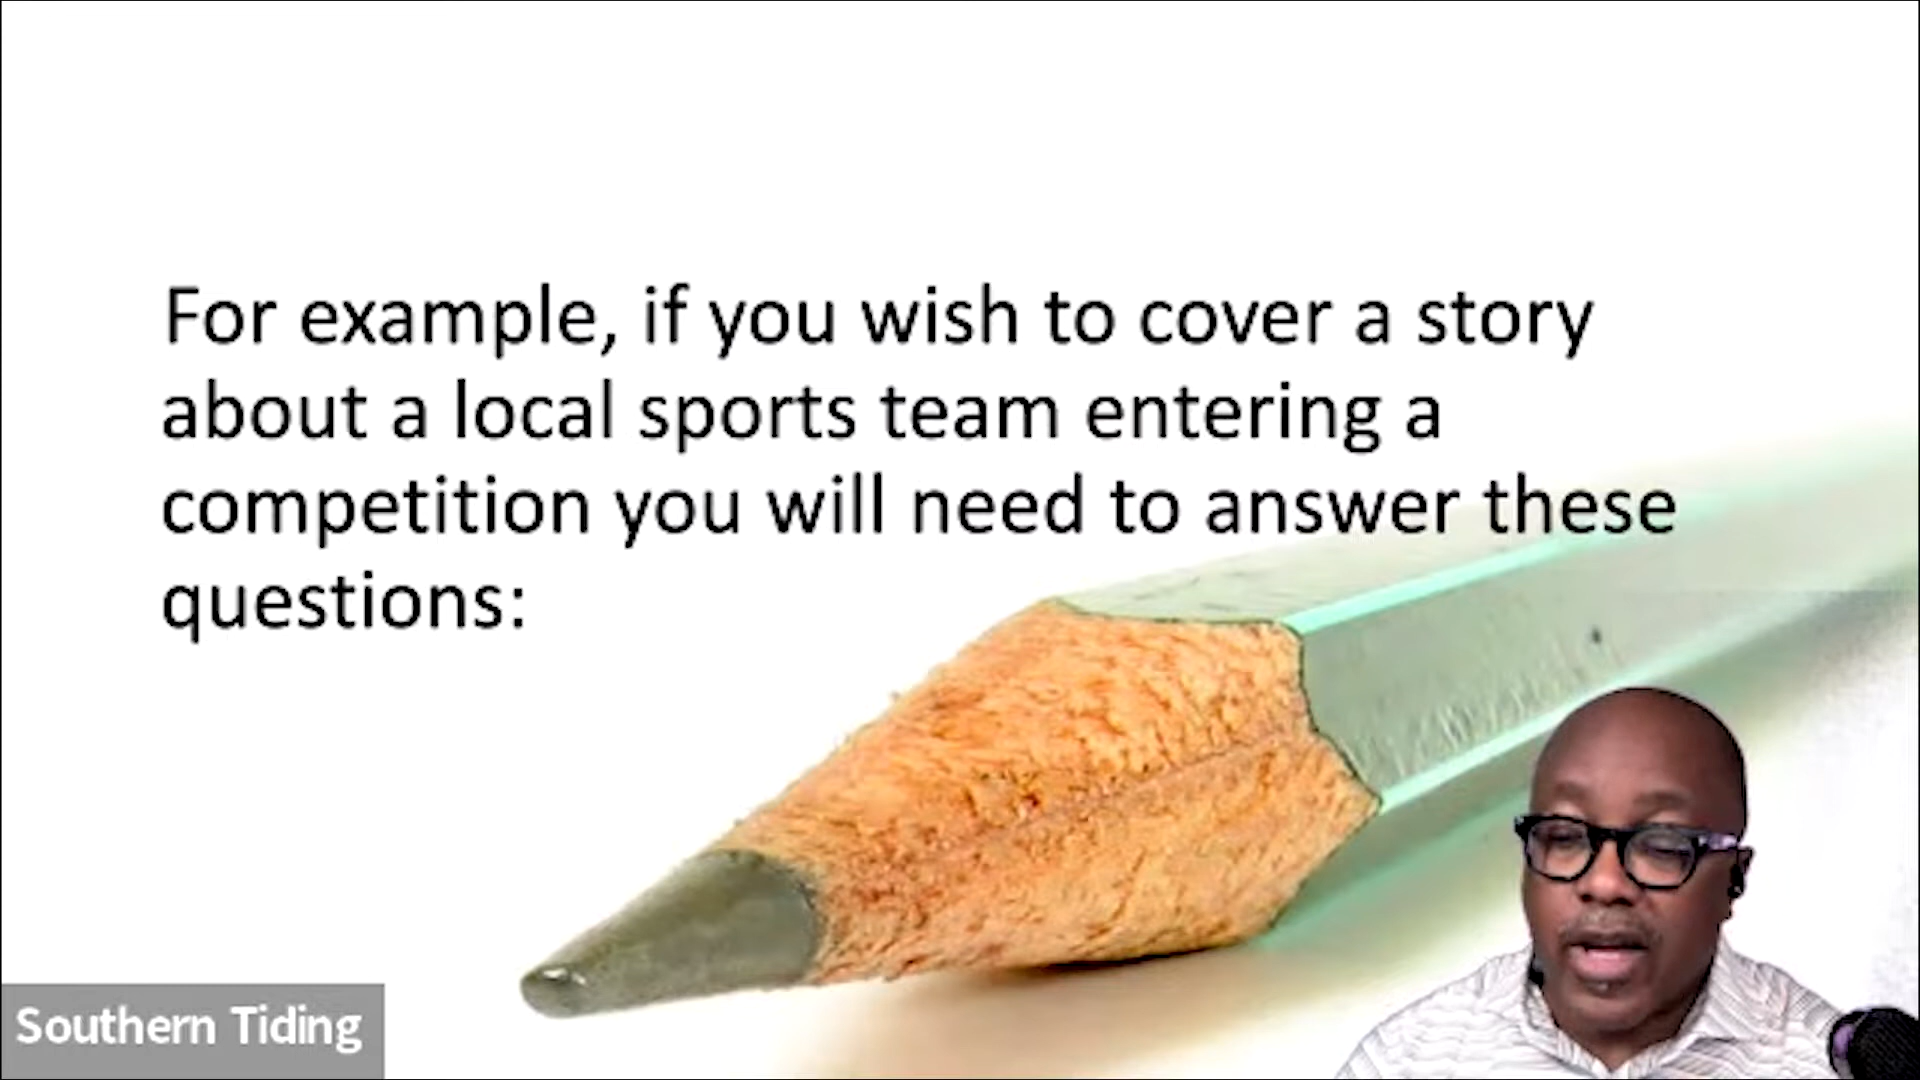 For example, if you wish to cover a story
about a local sports team entering a
competition you will need to answer these
questions:
Southern Tiding